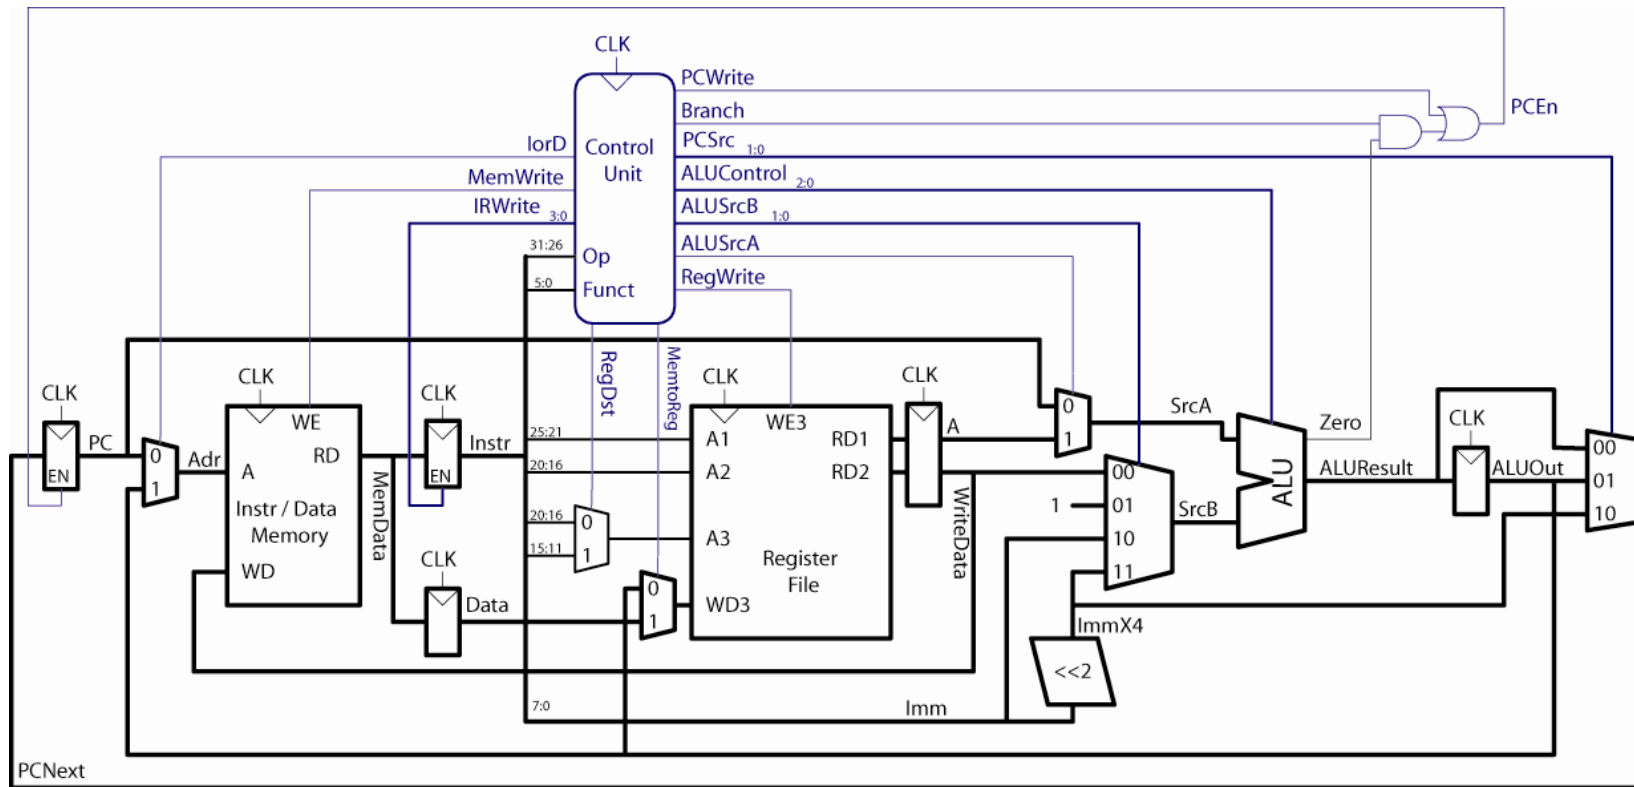 CLK
PCWrite
Branch
PCEn
PCSrc 1:0
IorD
Control
Unit
MemWrite
ALUControl 2:0
IRWrite 3:0
ALUSrcB 1:0
31:26
Op
ALUSrcA
5:0
Funct
RegWrite
RegDst
MemtoReg
CLK
CLK
CLK
CLK
CLK
CLK
PC
EN
0
1
Adr
WE
A
RD
Instr / Data
Memory
WD
MemData
EN
Instr
CLK
Data
25:21
20:16
20:16
15:11
0
1
0
1
WE3
A1
RD1
A2
RD2
A3
Register
File
WD3
A
WriteData
0
1
SrcA
00
1
01
10
11
SrcB
ImmX4
<<2
7:0
Imm
ALU
Zero
ALUResult
CLK
ALUOut
00
01
10
PCNext